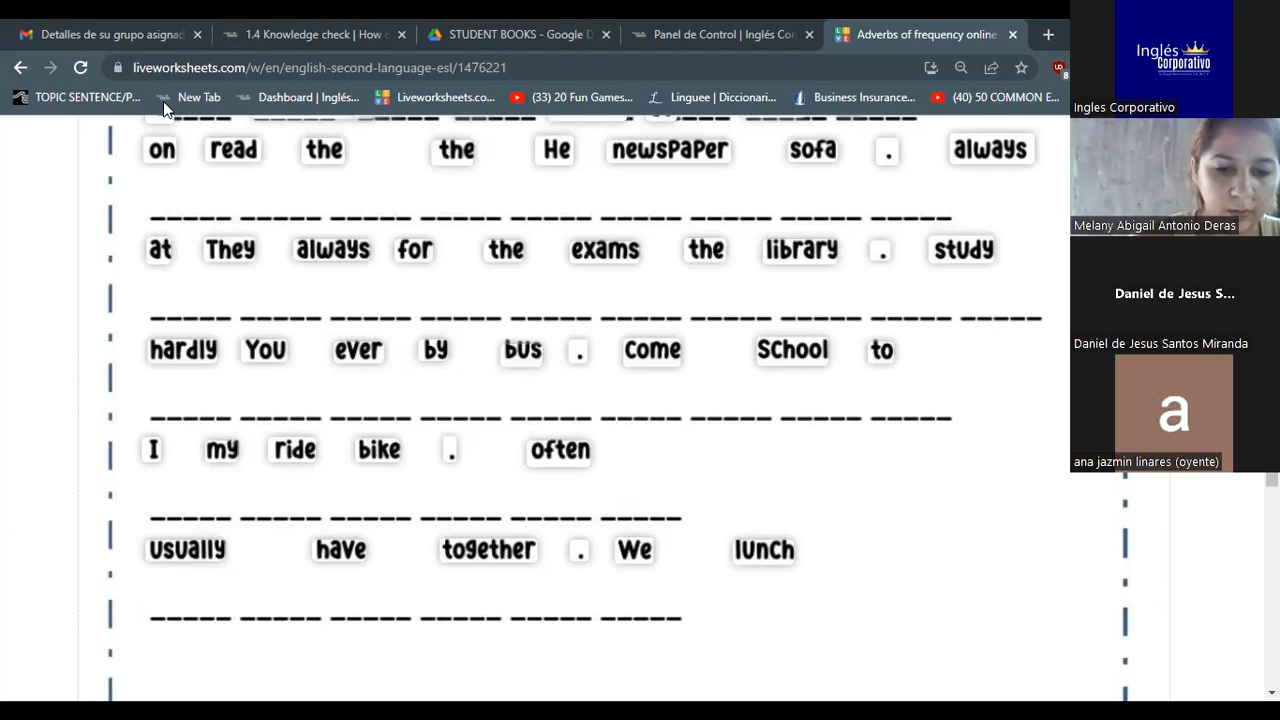 Detalles de su grupo asignad
1.4 Knowledge check | How c
STUDENT BOOKS - Google D
Panel de Control | Inglés Cor
Adverbs of frequency online
liveworksheets.com/w/en/english-second-language-esl/1476221
TOPIC SENTENCE/P...
New Tab
Dashboard | Inglés...
Liveworksheets.co...
(33) 20 Fun Games...
Linguee | Diccionari...
Business Insurance...
(40) 50 COMMON E...
on read the the He newspaper sofa . always
at They always for the exams the library . study
hardly You ever by bus . come school to
I my ride bike . often
usually have together . We lunch
Inglés
Corporativo
Ingles Corporativo
Melany Abigail Antonio Deras
Daniel de Jesus S...
Daniel de Jesus Santos Miranda
a
ana jazmin linares (oyente)